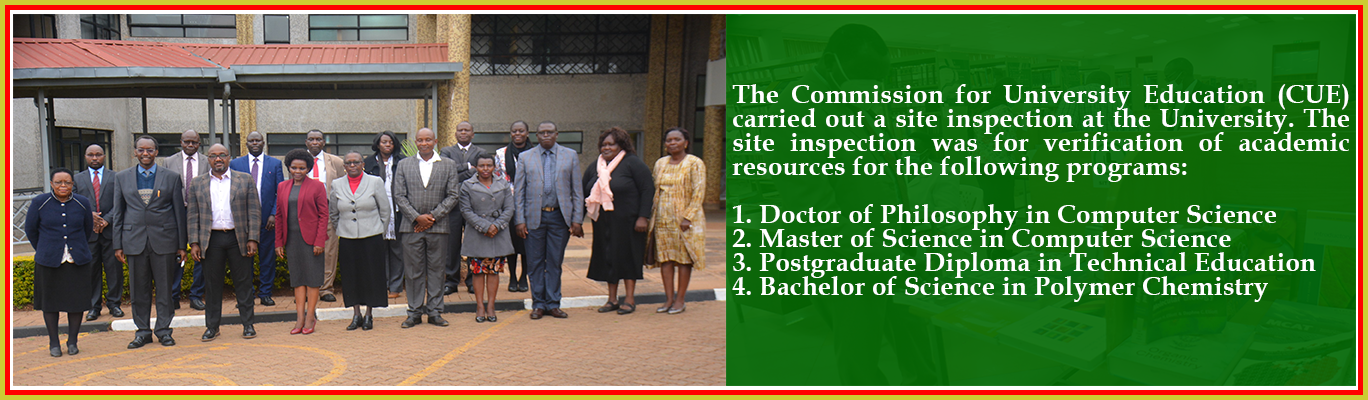 The Commission for University Education (CUE)
carried out a site inspection at the University. The
site inspection was for verification of academic
resources for the following programs:
1. Doctor of Philosophy in Computer Science
2. Master of Science in Computer Science
3. Postgraduate Diploma in Technical Education
4. Bachelor of Science in Polymer Chemistry